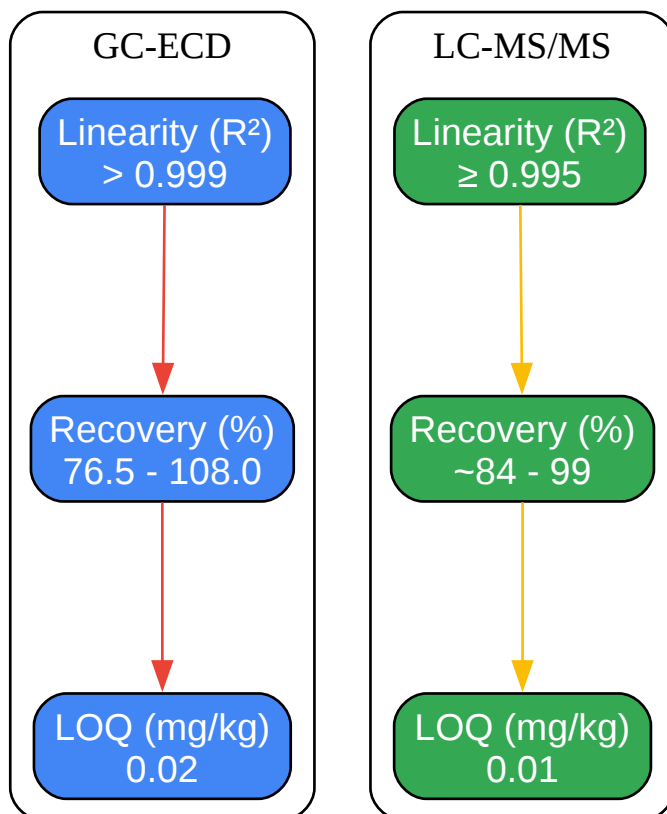 GC-ECD
Linearity (R²)
> 0.999
Recovery (%)
76.5 - 108.0
LOQ (mg/kg)
0.02
LC-MS/MS
Linearity (R²)
≥ 0.995
Recovery (%)
~84 - 99
LOQ (mg/kg)
0.01